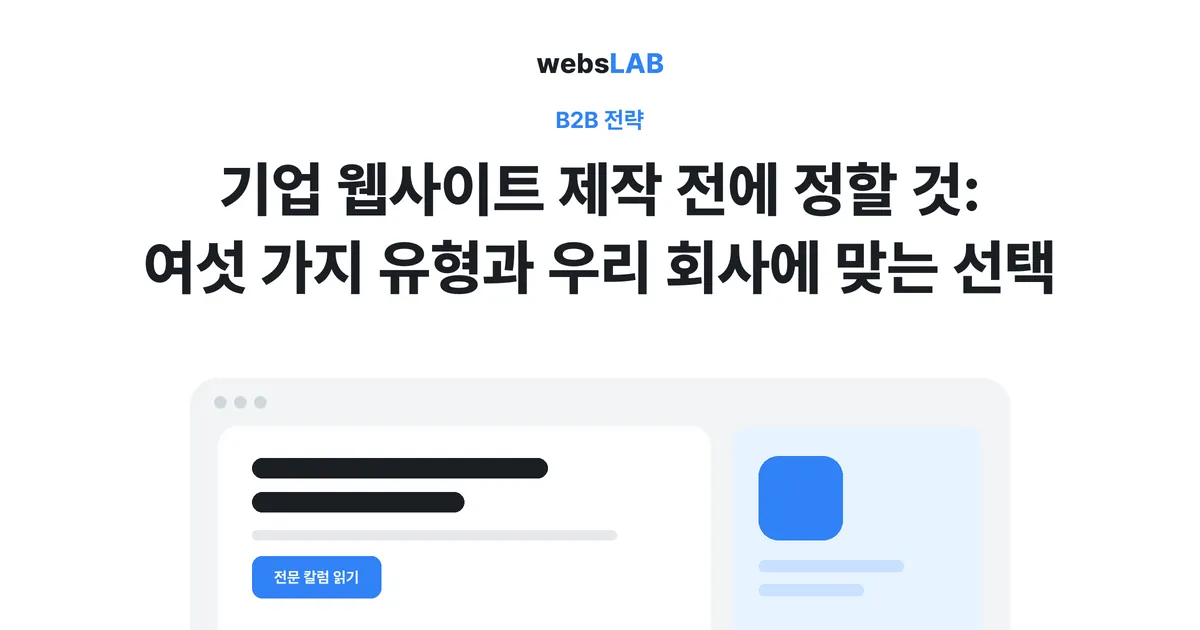 websLAB
B2B 전략
기업 웹사이트 제작 전에 정할 것:
여섯 가지 유형과 우리 회사에 맞는 선택
전문 칼럼 읽기